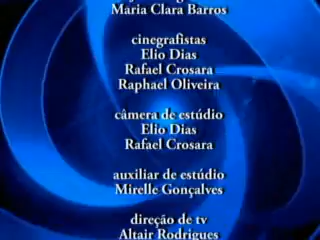 Maria Clara Barros
cinegrafistas
Elio Dias
Rafael Crosara
Raphael Oliveira
câmera de estúdio
Elio Dias
Rafael Crosara
auxiliar de estúdio
Mirelle Gonçalves
direção de tv
Altair Rodrigues